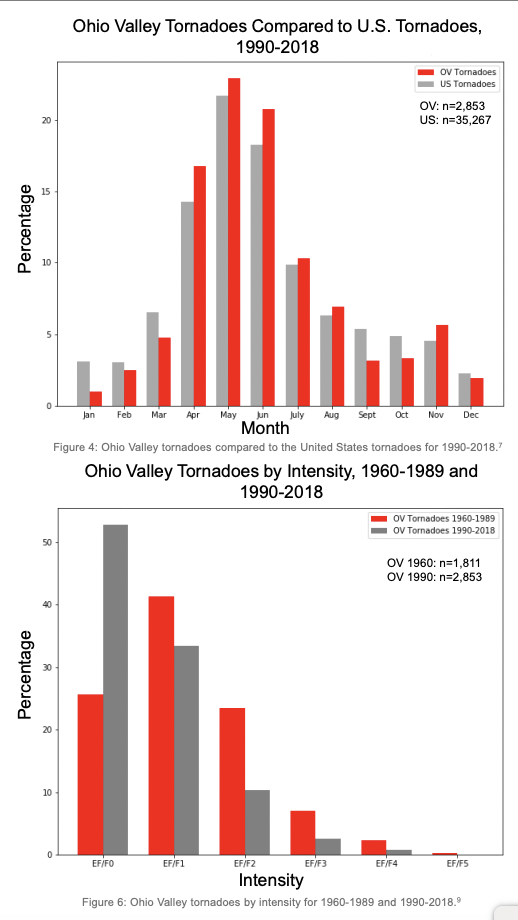 Ohio Valley Tornadoes Compared to U.S. Tornadoes,
1990-2018
OV Tornadoes
US Tornadoes
OV: n=2,853
US: n=35,267
Percentage
20
15
10
5
0
Jan Feb Mar Apr May Jun July Aug Sept Oct Nov Dec
Month
Figure 4: Ohio Valley tornadoes compared to the United States tornadoes for 1990-2018.⁷
Ohio Valley Tornadoes by Intensity, 1960-1989 and
1990-2018
OV Tornadoes 1960-1989
OV Tornadoes 1990-2018
OV 1960: n=1,811
OV 1990: n=2,853
Percentage
50
40
30
20
10
0
EF/F0 EF/F1 EF/F2 EF/F3 EF/F4 EF/F5
Intensity
Figure 6: Ohio Valley tornadoes by intensity for 1960-1989 and 1990-2018.⁹